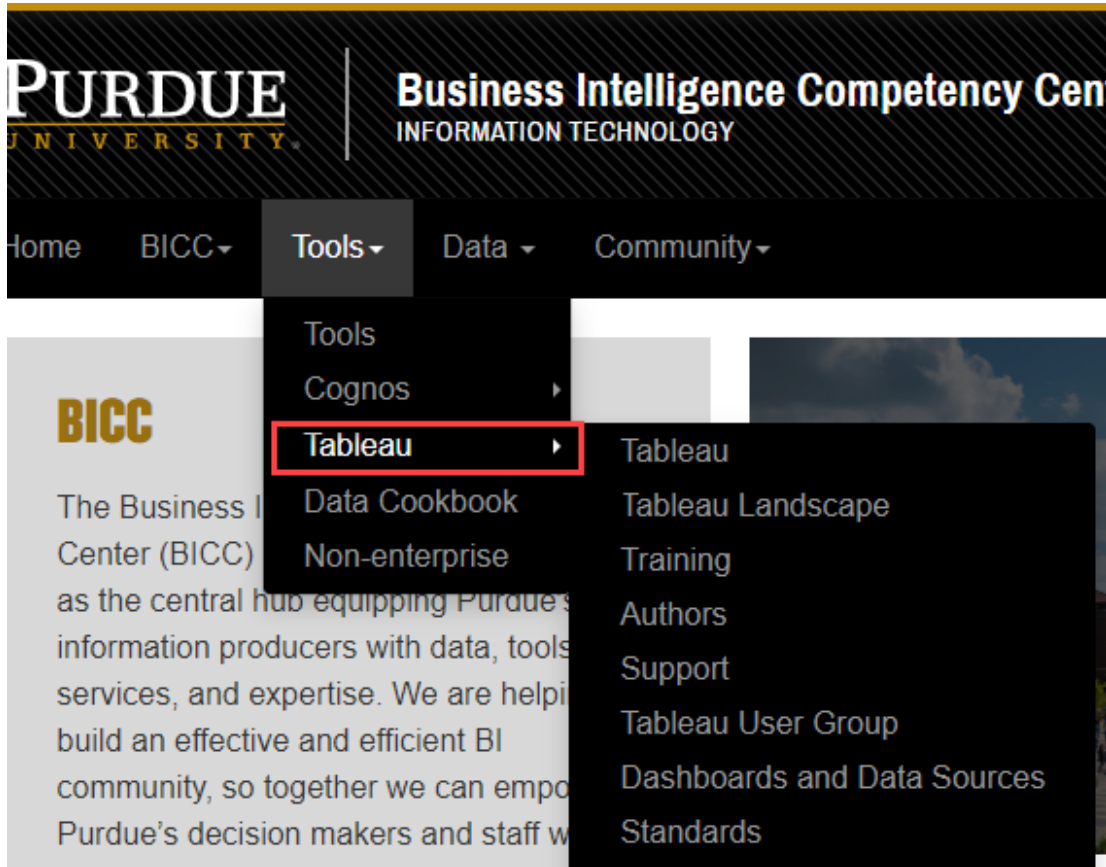 PURDUE
UNIVERSITY
Business Intelligence Competency Cen
INFORMATION TECHNOLOGY
Home BICC Tools Data Community
Tools
Cognos
Tableau
Data Cookbook
Non-enterprise
Tableau
Tableau Landscape
Training
Authors
Support
Tableau User Group
Dashboards and Data Sources
Standards
BICC
The Business I
Center (BICC)
as the central hub equipping Purdue's
information producers with data, tools
services, and expertise. We are helpi
build an effective and efficient BI
community, so together we can empo
Purdue’s decision makers and staff w